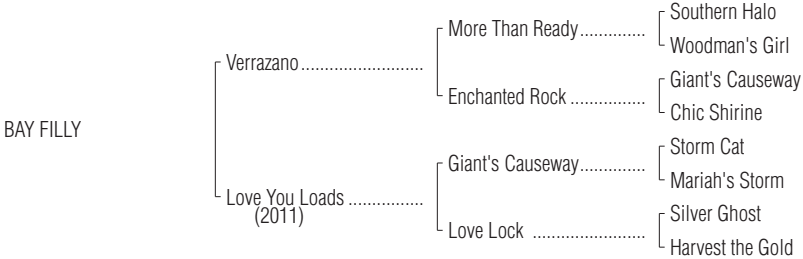 Southern Halo
More Than Ready..............
Woodman's Girl
Verrazano..........................
Giant's Causeway
Enchanted Rock ................
Chic Shirine
BAY FILLY
Storm Cat
Giant's Causeway..............
Mariah's Storm
Love You Loads ................
(2011)
Silver Ghost
Love Lock ........................
Harvest the Gold